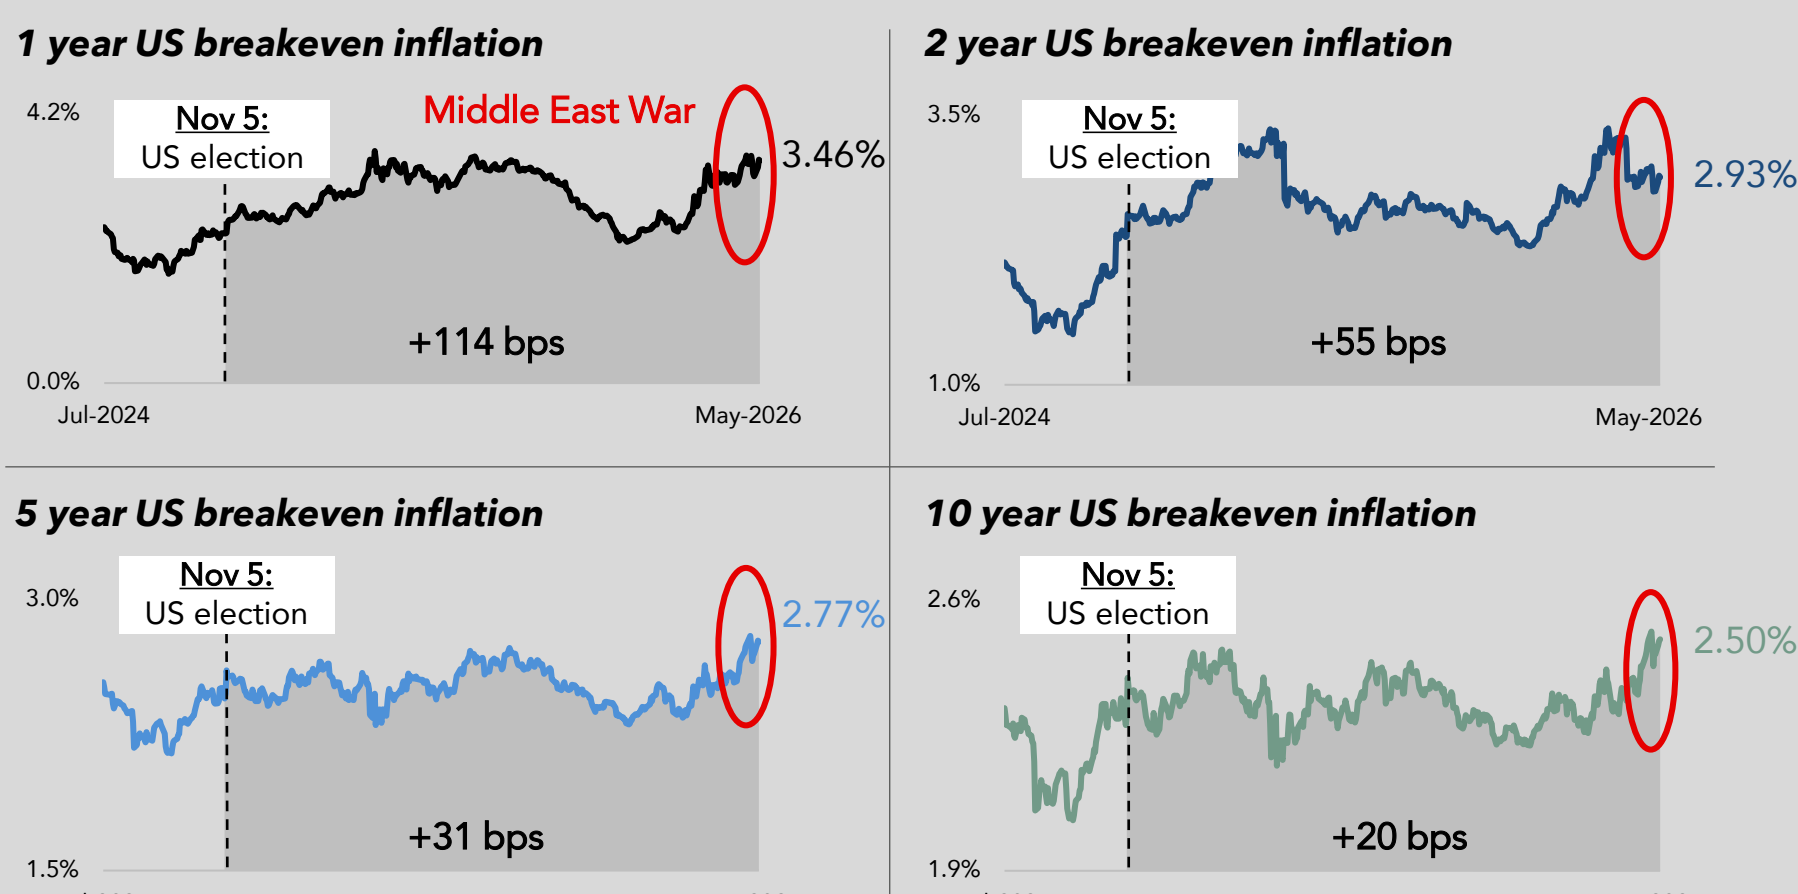 1 year US breakeven inflation
4.2%
Nov 5:
US election
Middle East War
3.46%
+114 bps
0.0%
Jul-2024
May-2026
2 year US breakeven inflation
3.5%
Nov 5:
US election
2.93%
+55 bps
1.0%
Jul-2024
May-2026
5 year US breakeven inflation
3.0%
Nov 5:
US election
2.77%
+31 bps
1.5%
10 year US breakeven inflation
2.6%
Nov 5:
US election
2.50%
+20 bps
1.9%